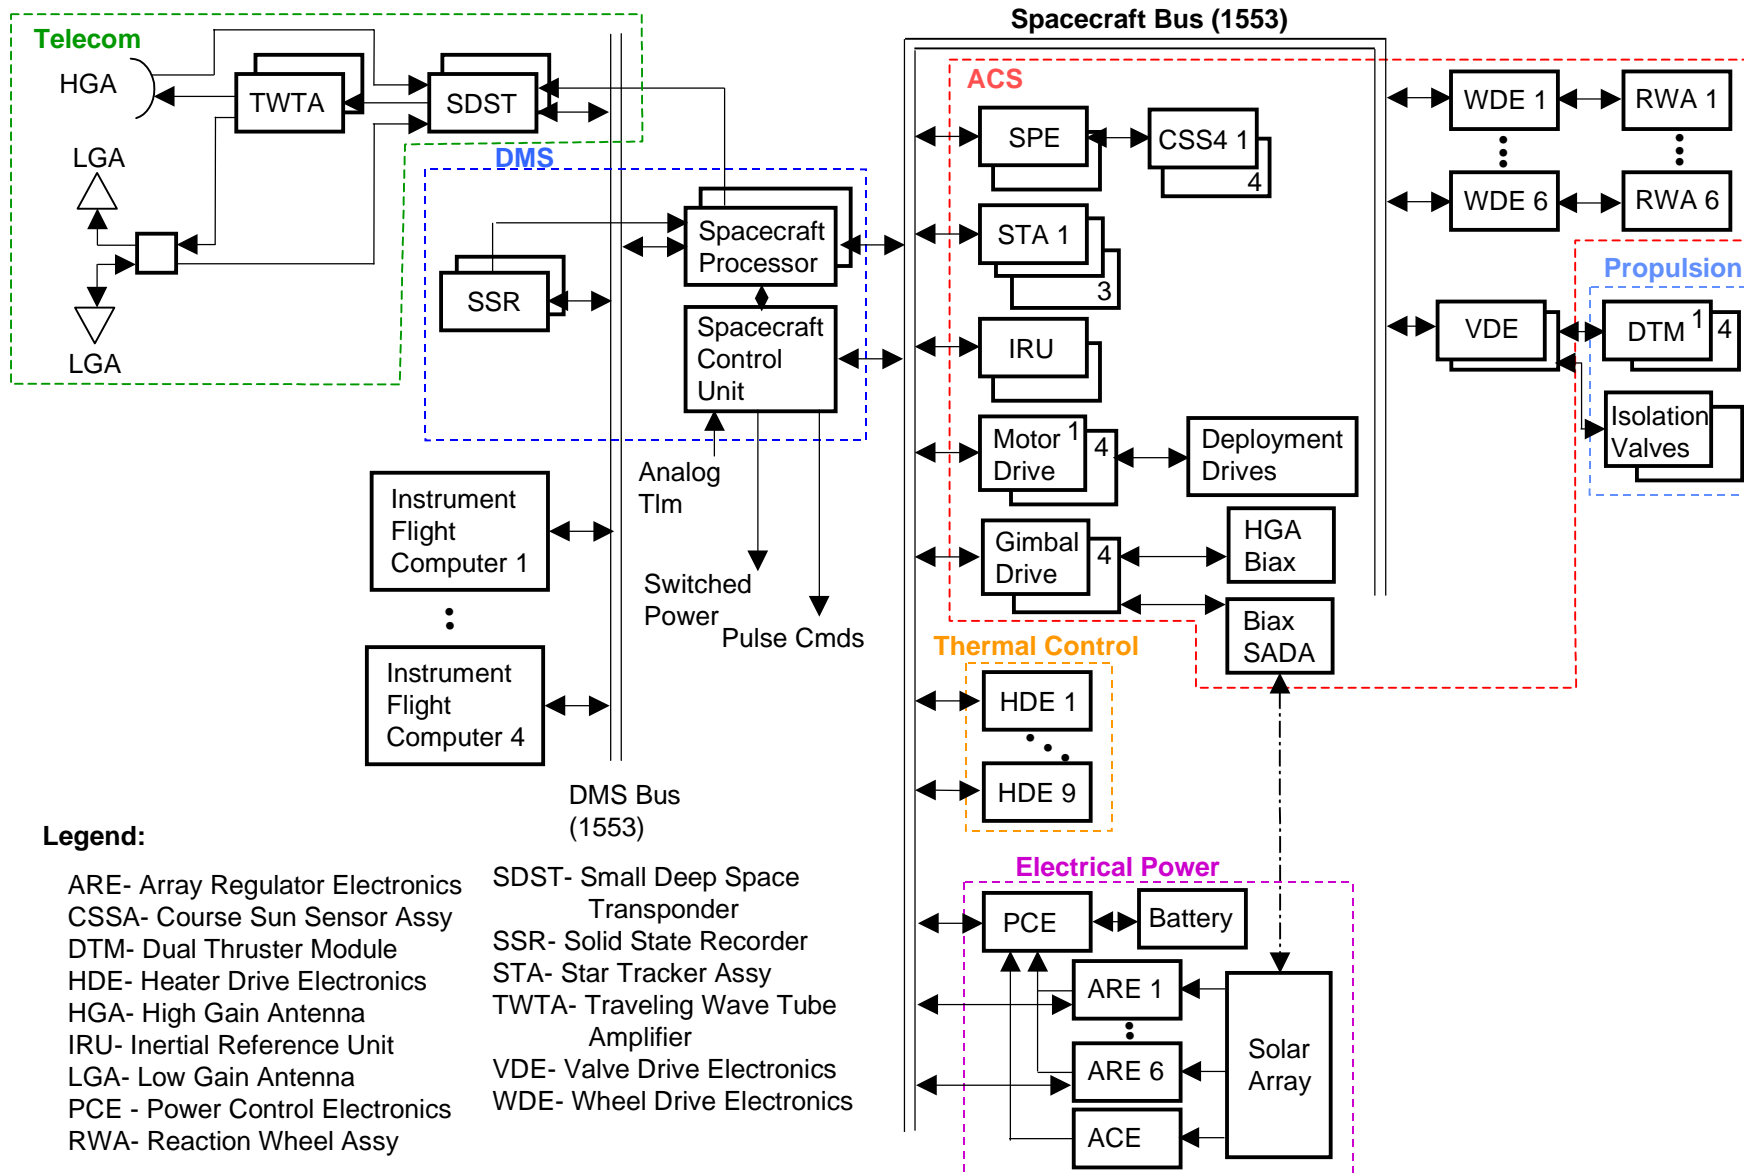 Spacecraft Bus (1553)
Telecom
HGA
TWTA
SDST
LGA
LGA
DMS
Spacecraft
Processor
SSR
Spacecraft
Control
Unit
Analog
Tlm
Switched
Power
Pulse Cmds
Instrument
Flight
Computer 1
Instrument
Flight
Computer 4
DMS Bus
(1553)
ACS
SPE
CSS4 1
4
STA 1
3
IRU
Motor 1
Drive
4
Deployment
Drives
Gimbal
Drive
4
HGA
Biax
Biax
SADA
WDE 1
RWA 1
WDE 6
RWA 6
Propulsion
VDE
DTM 1
4
Isolation
Valves
Thermal Control
HDE 1
HDE 9
Electrical Power
PCE
Battery
ARE 1
ARE 6
ACE
Solar
Array
Legend:
ARE- Array Regulator Electronics
CSSA- Course Sun Sensor Assy
DTM- Dual Thruster Module
HDE- Heater Drive Electronics
HGA- High Gain Antenna
IRU- Inertial Reference Unit
LGA- Low Gain Antenna
PCE - Power Control Electronics
RWA- Reaction Wheel Assy
SDST- Small Deep Space
Transponder
SSR- Solid State Recorder
STA- Star Tracker Assy
TWTA- Traveling Wave Tube
Amplifier
VDE- Valve Drive Electronics
WDE- Wheel Drive Electronics